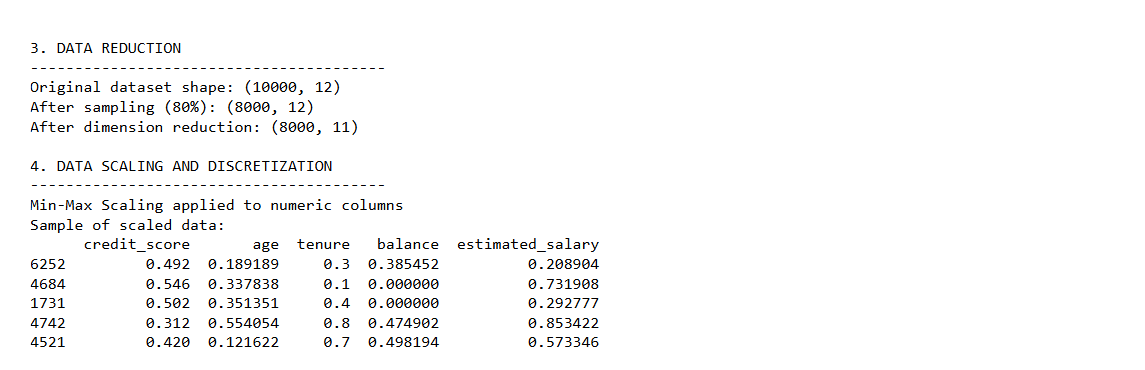 3. DATA REDUCTION
----------------------------------------
Original dataset shape: (10000, 12)
After sampling (80%): (8000, 12)
After dimension reduction: (8000, 11)
4. DATA SCALING AND DISCRETIZATION
----------------------------------------
Min-Max Scaling applied to numeric columns
Sample of scaled data:
      credit_score       age  tenure   balance  estimated_salary
6252         0.492  0.189189     0.3  0.385452          0.208904
4684         0.546  0.337838     0.1  0.000000          0.731908
1731         0.502  0.351351     0.4  0.000000          0.292777
4742         0.312  0.554054     0.8  0.474902          0.853422
4521         0.420  0.121622     0.7  0.498194          0.573346